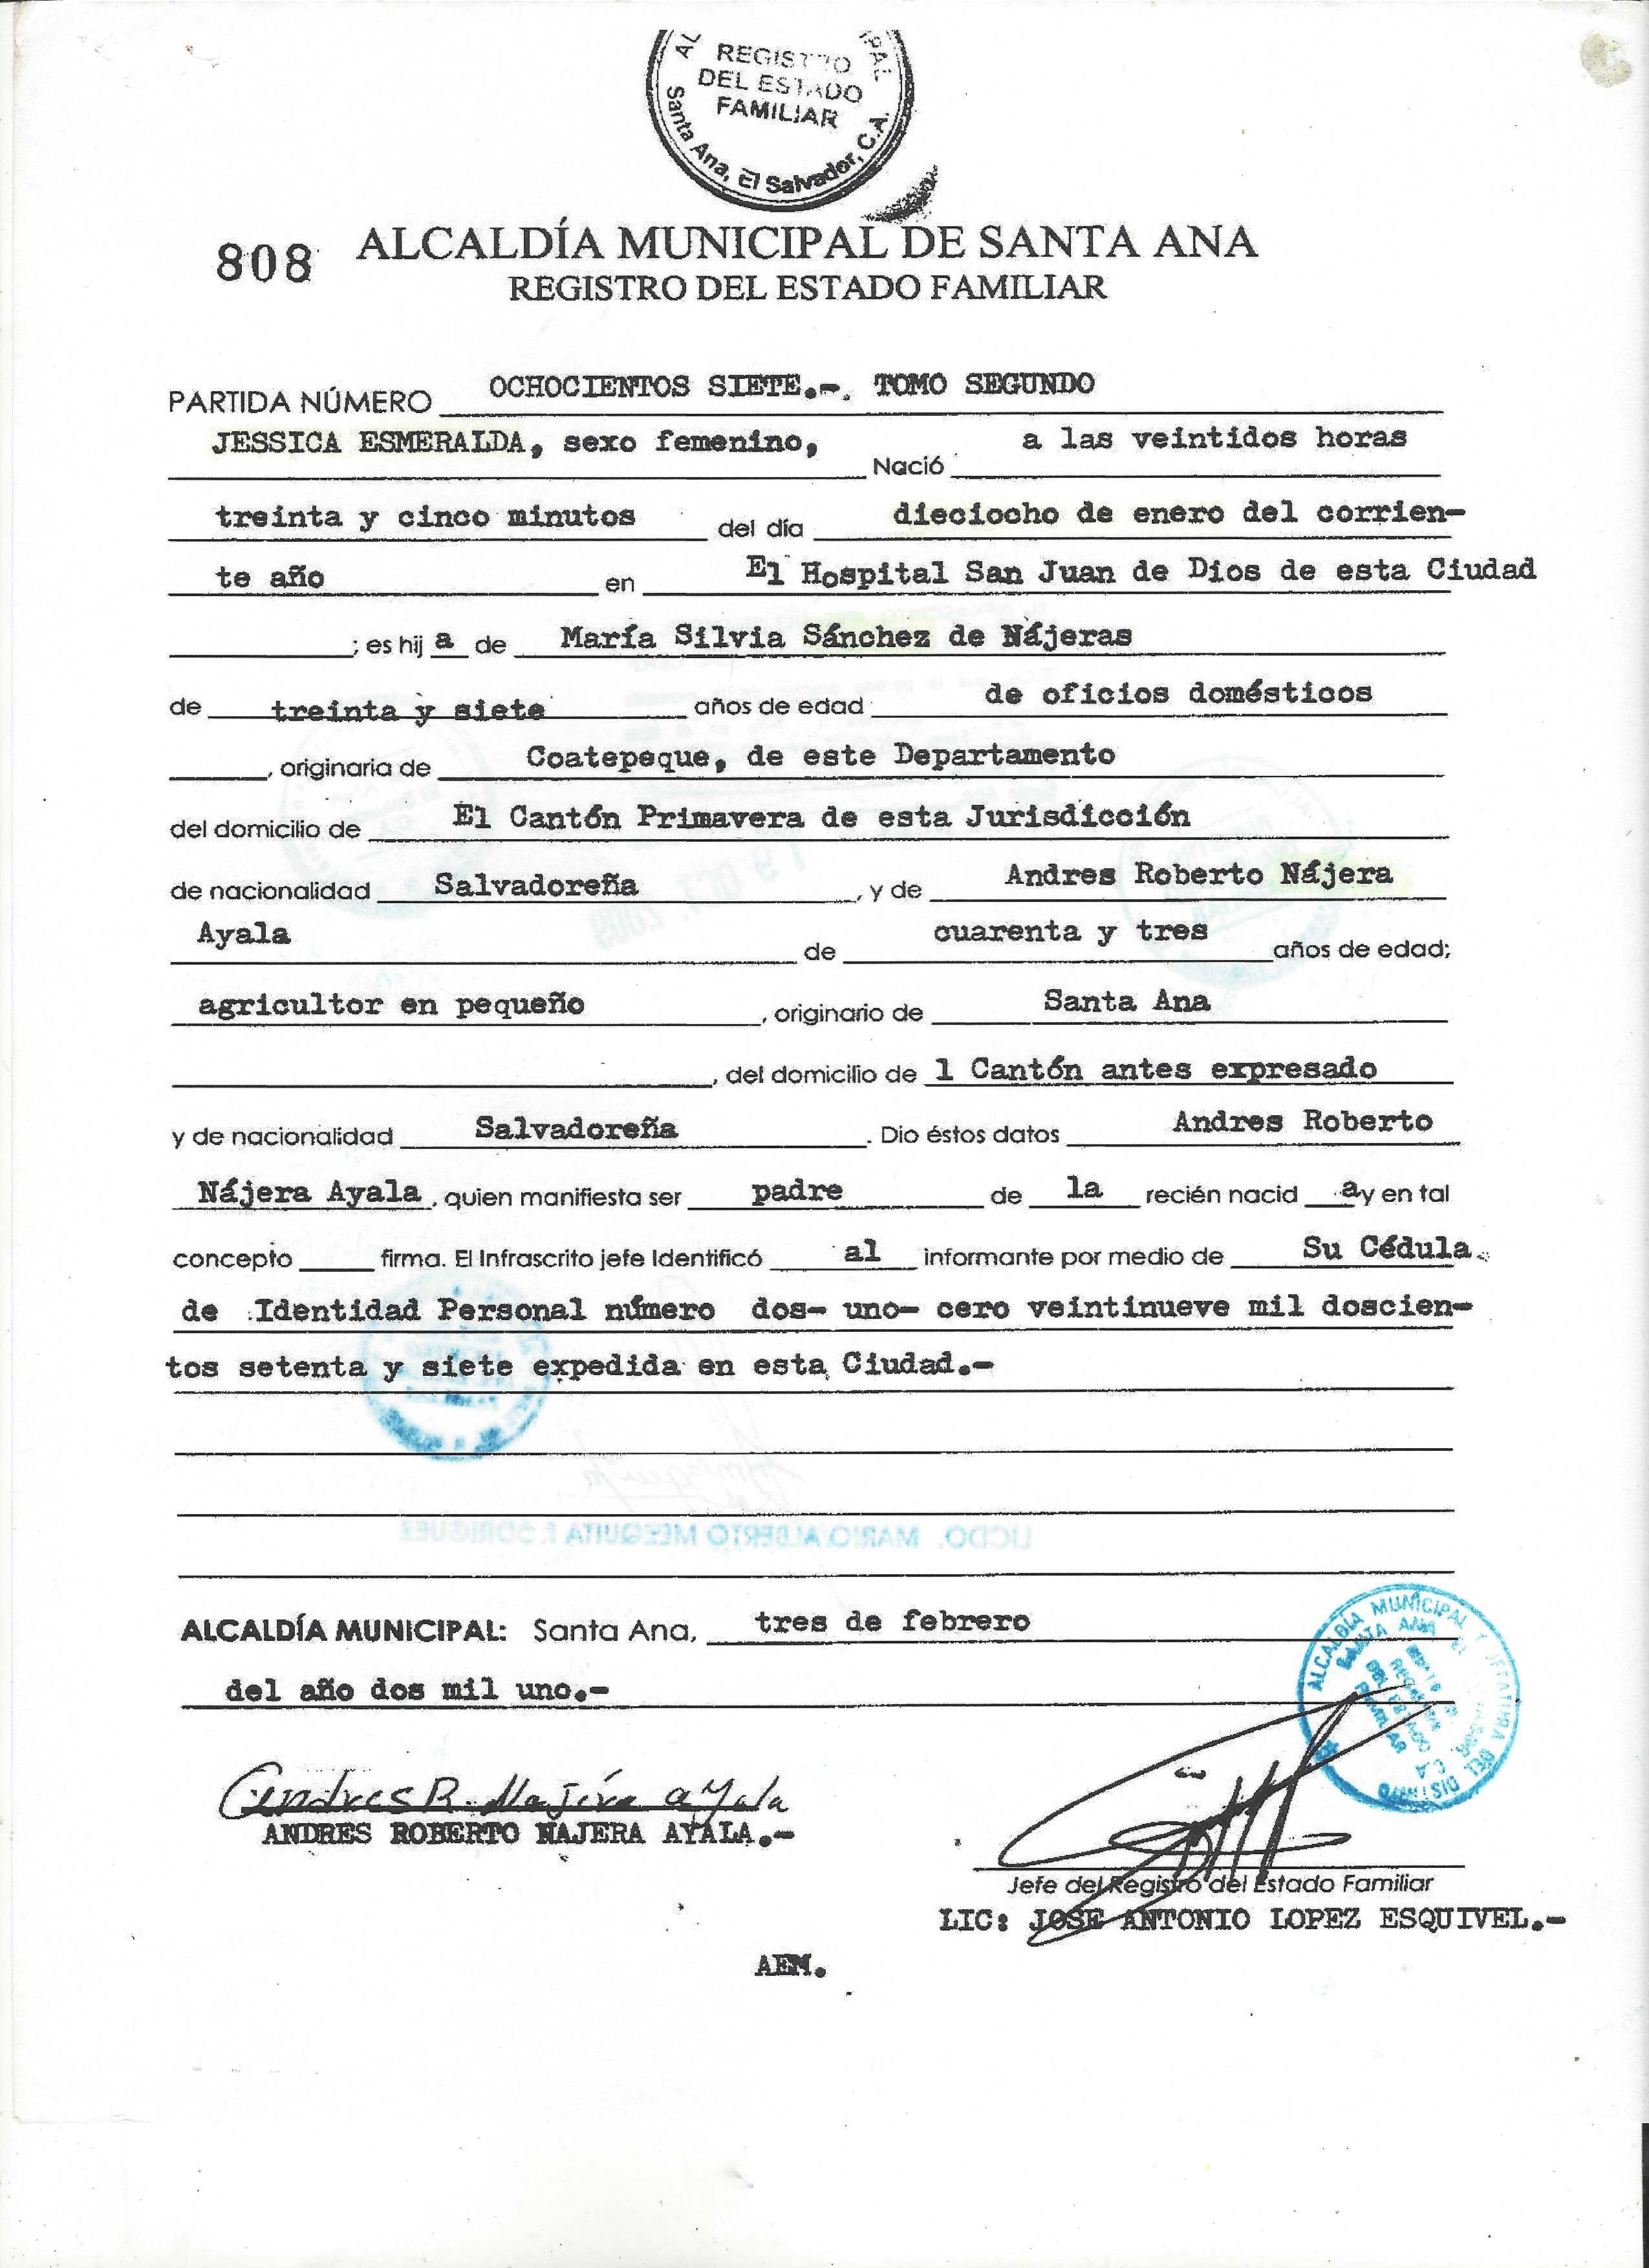 REGISTRO
DEL ESTADO
FAMILIAR
Santa Ana, El Salvador, C.A.
808
ALCALDÍA MUNICIPAL DE SANTA ANA
REGISTRO DEL ESTADO FAMILIAR
PARTIDA NÚMERO OCHOCIENTOS SIETE.-. TOMO SEGUNDO
JESSICA ESMERALDA, sexo femenino, Nació a las veintidos horas
treinta y cinco minutos del día dieciocho de enero del corrien-
te año en El Hospital San Juan de Dios de esta Ciudad
; es hij a de María Silvia Sánchez de Nájeras
de treinta y siete años de edad de oficios domésticos
, originaria de Coatepeque, de este Departamento
del domicilio de El Cantón Primavera de esta Jurisdicción
de nacionalidad Salvadoreña, y de Andres Roberto Nájera
Ayala de cuarenta y tres años de edad;
agricultor en pequeño, originario de Santa Ana
, del domicilio de l Cantón antes expresado
y de nacionalidad Salvadoreña. Dio éstos datos Andres Roberto
Nájera Ayala, quien manifiesta ser padre de la recién nacid a y en tal
concepto firma. El Infrascrito jefe Identificó al informante por medio de Su Cédula
de Identidad Personal número dos- uno- cero veintinueve mil doscien-
tos setenta y siete expedida en esta Ciudad.-
LICDO. MARIO ALBERTO MEZQUITA RODRIGUEZ
ALCALDÍA MUNICIPAL: Santa Ana, tres de febrero
del año dos mil uno.-
ALCALDIA MUNICIPAL Y JEFATURA DEL DISTRITO
SANTA ANA
Andres R. Najera ayala
ANDRES ROBERTO NAJERA AYALA.-
Jefe del Registro del Estado Familiar
LIC: JOSE ANTONIO LOPEZ ESQUIVEL.-
AEM.